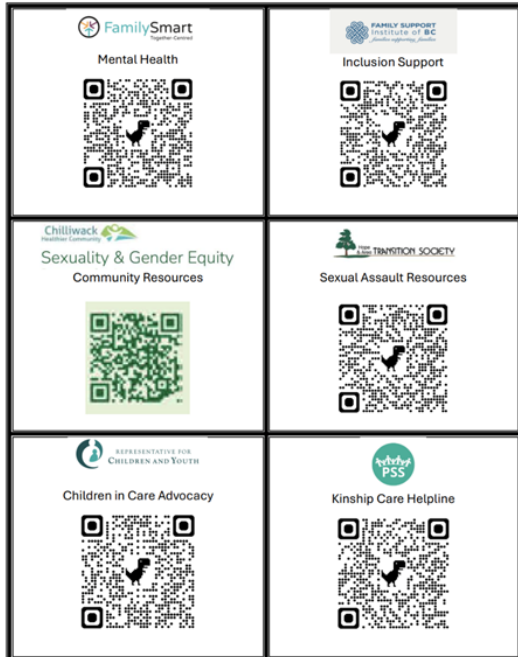 FamilySmart
Together-Centred
Mental Health
FAMILY SUPPORT
Institute of BC
families supporting families
Inclusion Support
Chilliwack
Healthier Community
Sexuality & Gender Equity
Community Resources
Hope
& Area
TRANSITION SOCIETY
Sexual Assault Resources
REPRESENTATIVE FOR
CHILDREN AND YOUTH
Children in Care Advocacy
PSS
Kinship Care Helpline